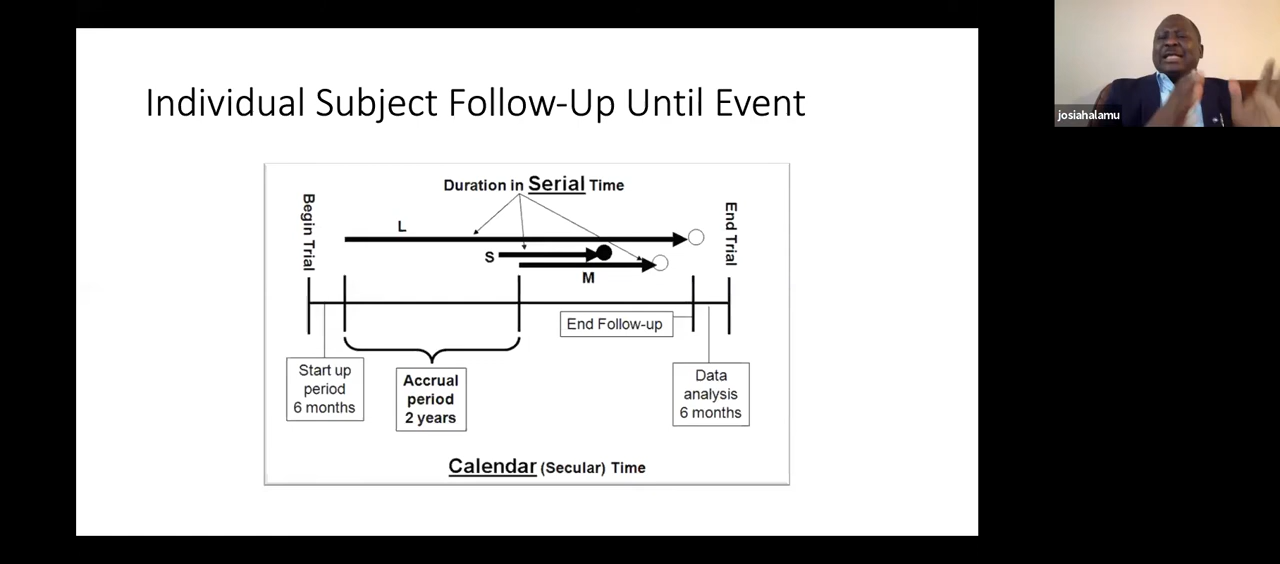 Individual Subject Follow-Up Until Event
josiahalamu
Duration in Serial Time
Begin Trial
End Trial
L
S
M
End Follow-up
Start up
period
6 months
Accrual
period
2 years
Data
analysis
6 months
Calendar (Secular) Time